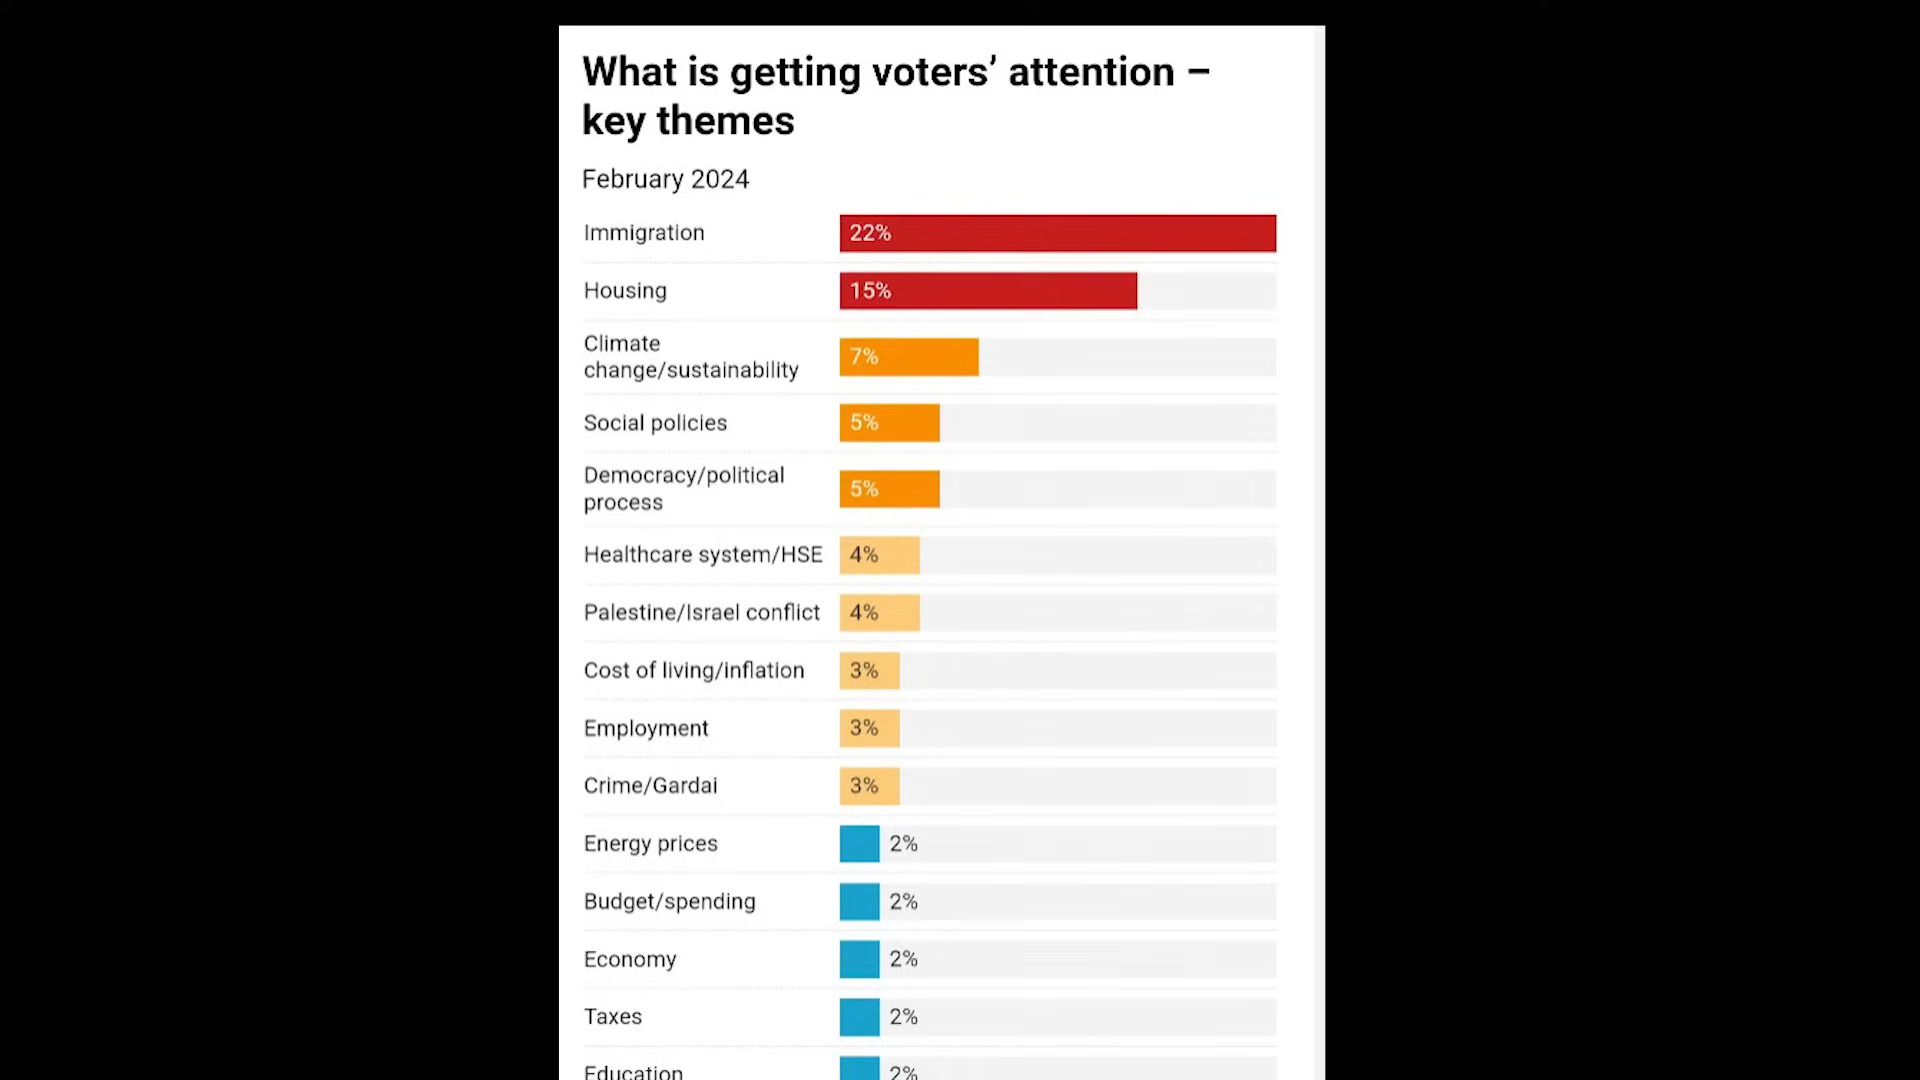 What is getting voters’ attention –
key themes
February 2024
Immigration 22%
Housing 15%
Climate
change/sustainability 7%
Social policies 5%
Democracy/political
process 5%
Healthcare system/HSE 4%
Palestine/Israel conflict 4%
Cost of living/inflation 3%
Employment 3%
Crime/Gardai 3%
Energy prices 2%
Budget/spending 2%
Economy 2%
Taxes 2%
Education 2%